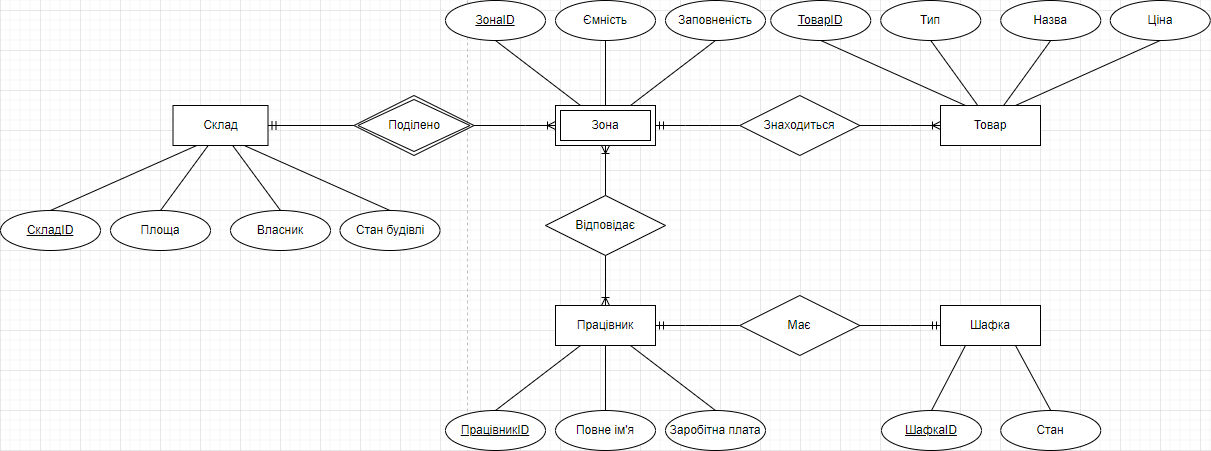 ЗонаID
Ємність
Заповненість
ТоварID
Тип
Назва
Ціна
Склад
Поділено
Зона
Знаходиться
Товар
СкладID
Площа
Власник
Стан будівлі
Відповідає
Працівник
Має
Шафка
ПрацівникID
Повне ім'я
Заробітна плата
ШафкаID
Стан